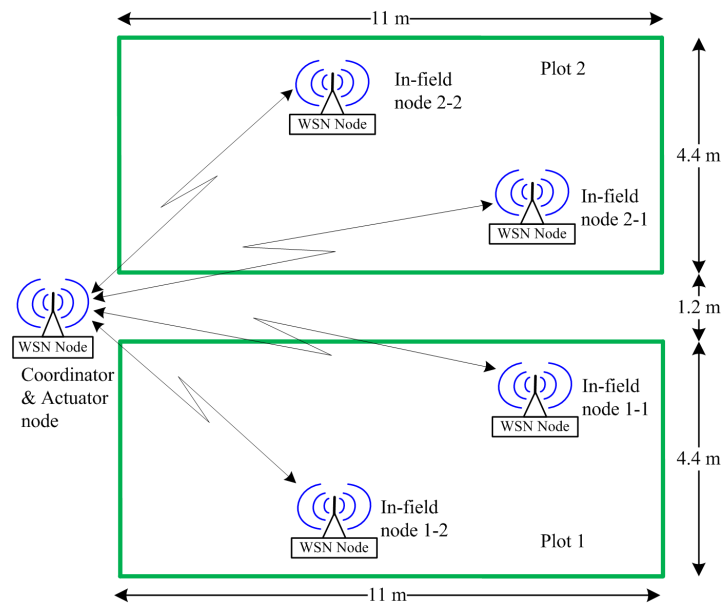 11 m
Plot 2
In-field
node 2-2
WSN Node
4.4 m
In-field
node 2-1
WSN Node
1.2 m
WSN Node
Coordinator
& Actuator
node
In-field
node 1-1
WSN Node
4.4 m
In-field
node 1-2
WSN Node
Plot 1
11 m